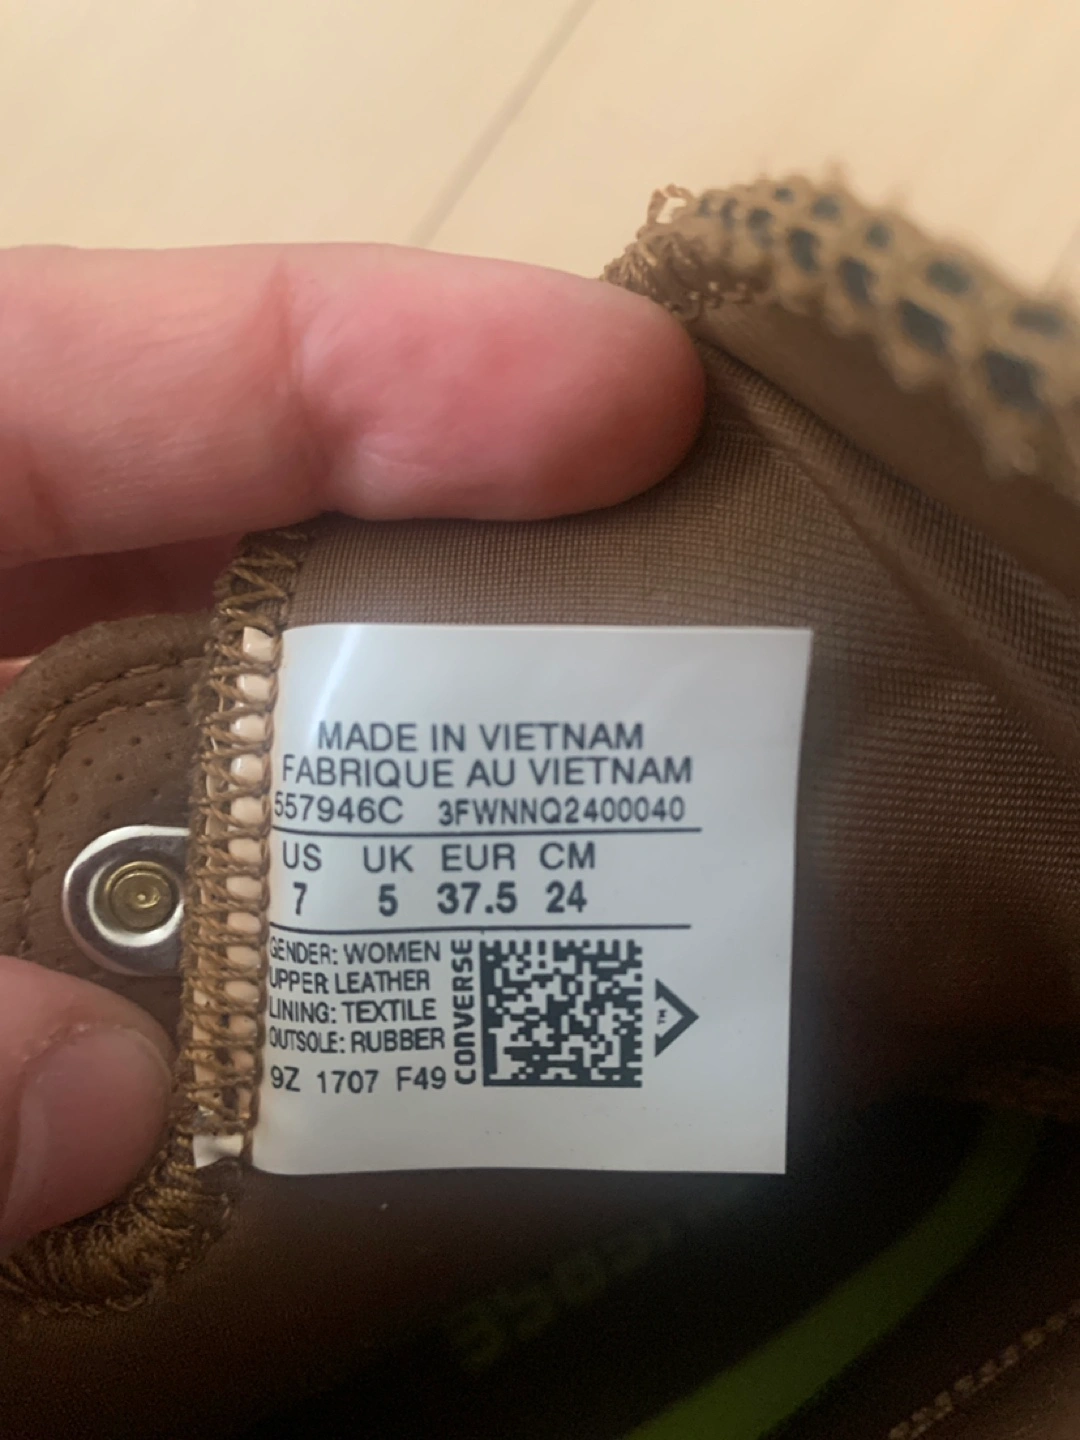 MADE IN VIETNAM
FABRIQUE AU VIETNAM
557946C 3FWNNQ2400040
US UK EUR CM
7 5 37.5 24
GENDER: WOMEN
UPPER: LEATHER
LINING: TEXTILE
OUTSOLE: RUBBER
9Z 1707 F49
CONVERSE
TM